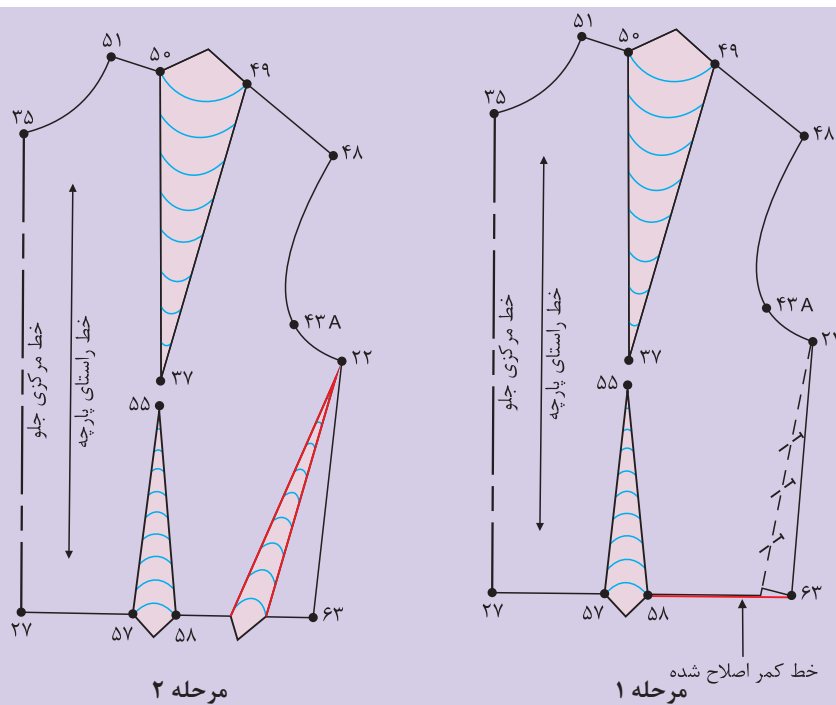 ۵۱
۵۰
۴۹
۳۵
۴۸
۴۳A
۲۲
۳۷
۵۵
خط مرکزی جلو
خط راستای پارچه
۲۷
۵۷
۵۸
۶۳
خط کمر اصلاح شده
مرحله ۱
۵۱
۵۰
۴۹
۳۵
۴۸
۴۳A
۲۲
۳۷
۵۵
خط مرکزی جلو
خط راستای پارچه
۲۷
۵۷
۵۸
۶۳
مرحله ۲